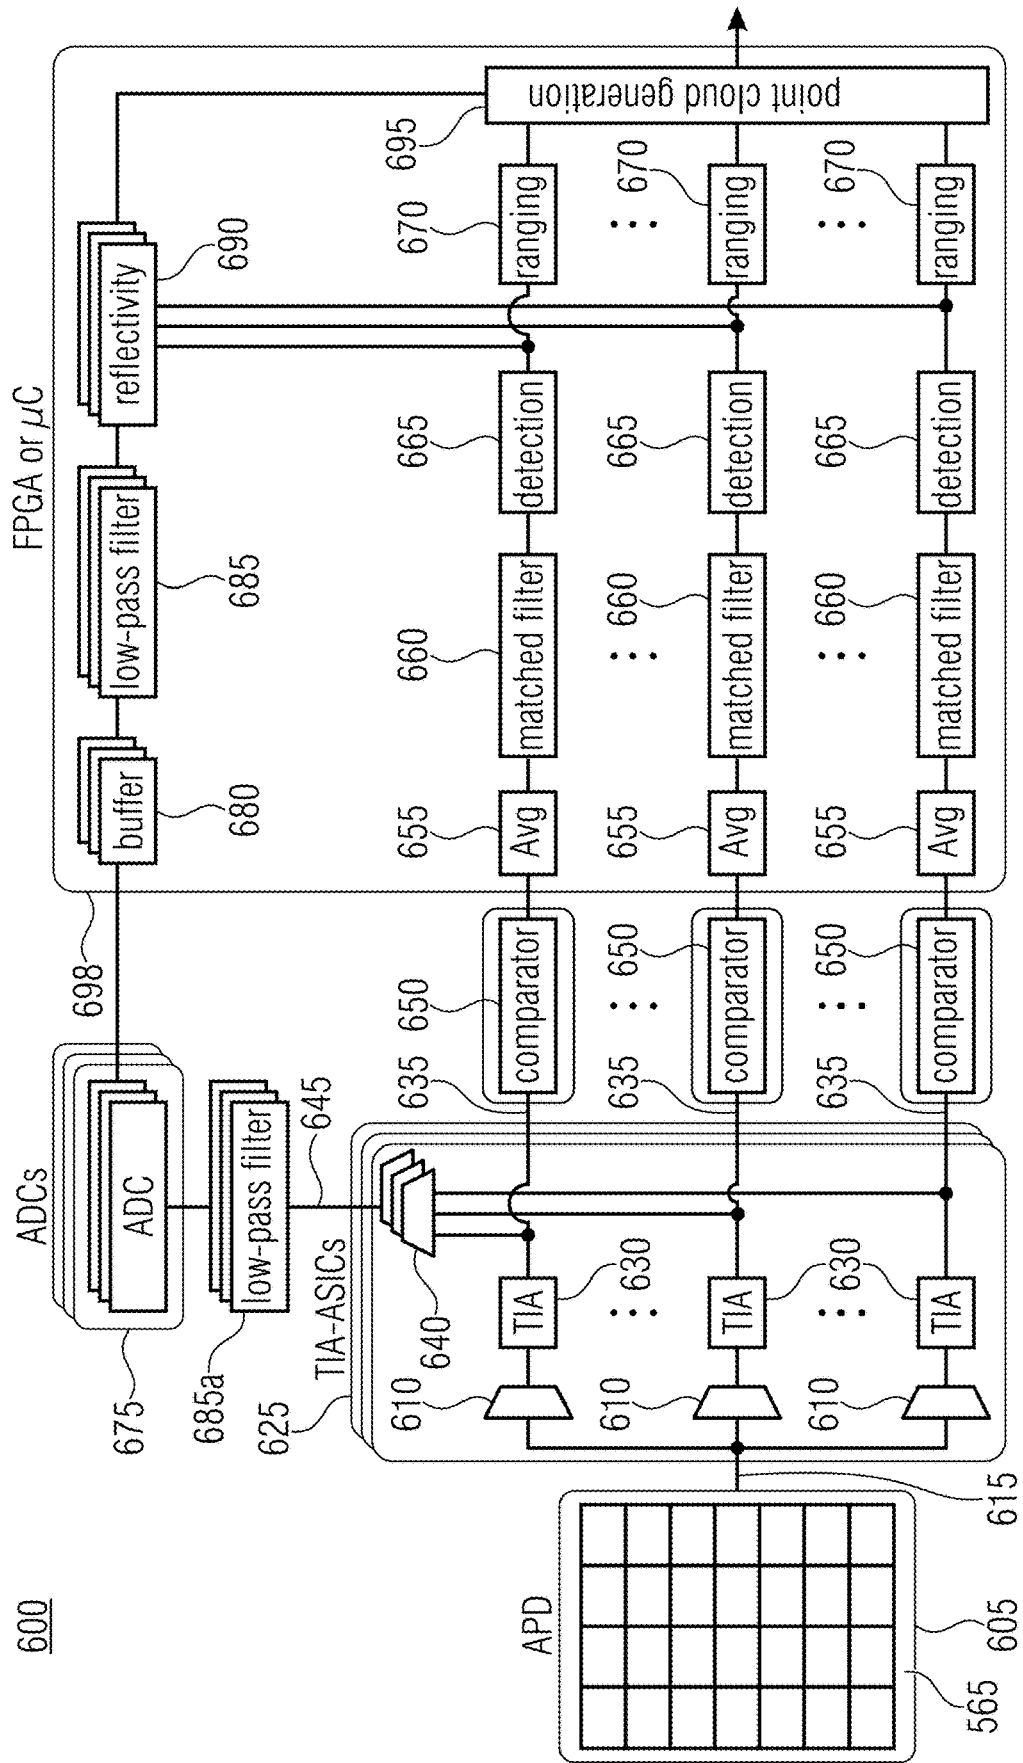 600
APD
565
605
615
TIA-ASICs
625
610
610
610
TIA
TIA
TIA
630
630
640
645
ADCs
ADC
675
low-pass filter
685a
635
635
635
comparator
comparator
comparator
650
650
650
FPGA or µC
698
buffer
680
low-pass filter
685
reflectivity
690
Avg
Avg
Avg
655
655
655
matched filter
matched filter
matched filter
660
660
660
detection
detection
detection
665
665
665
ranging
ranging
ranging
670
670
670
point cloud generation
695